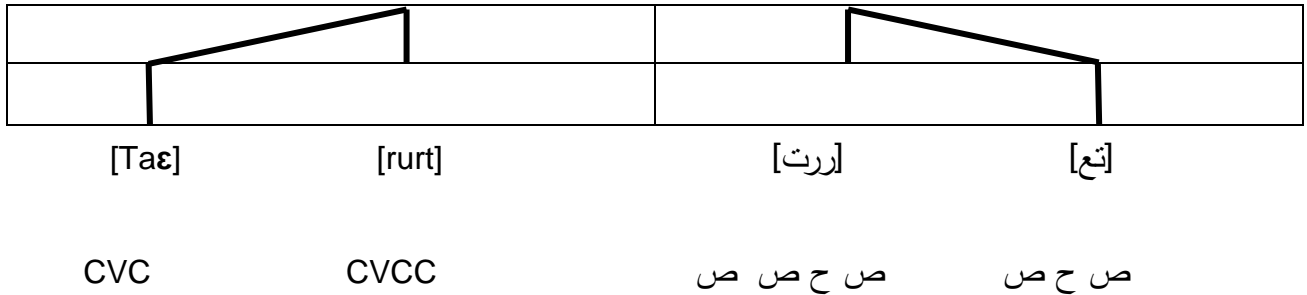 [Taɛ] [rurt] [تع] [ررت]
CVC CVCC ص ح ص ص ح ص ص